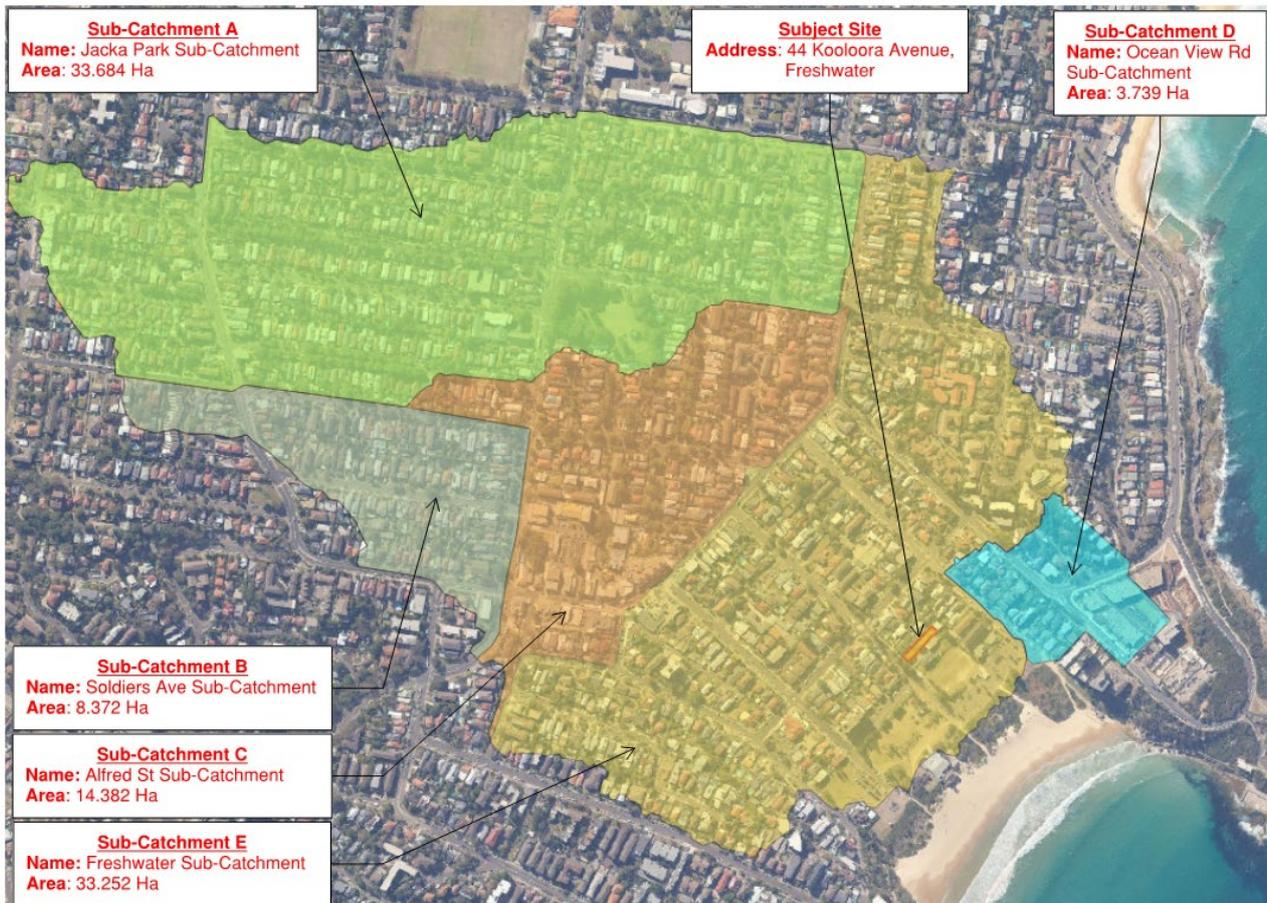 Sub-Catchment A
Name: Jacka Park Sub-Catchment
Area: 33.684 Ha
Subject Site
Address: 44 Kooloora Avenue,
Freshwater
Sub-Catchment D
Name: Ocean View Rd
Sub-Catchment
Area: 3.739 Ha
Sub-Catchment B
Name: Soldiers Ave Sub-Catchment
Area: 8.372 Ha
Sub-Catchment C
Name: Alfred St Sub-Catchment
Area: 14.382 Ha
Sub-Catchment E
Name: Freshwater Sub-Catchment
Area: 33.252 Ha